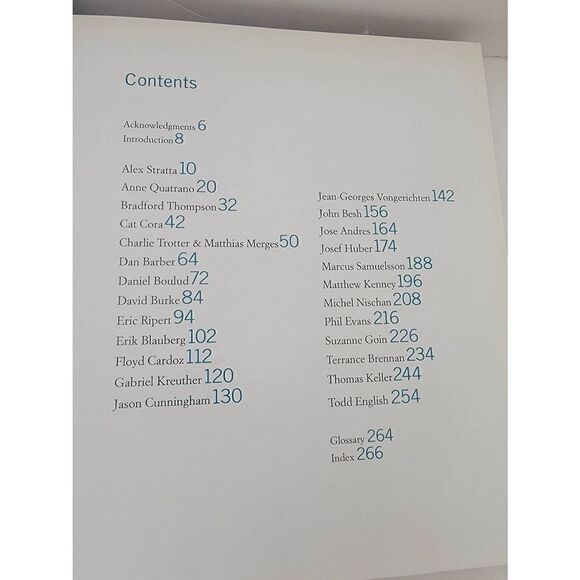 Contents
Acknowledgments 6
Introduction 8
Alex Stratta 10
Anne Quatrano 20
Bradford Thompson 32
Cat Cora 42
Charlie Trotter & Matthias Merges 50
Dan Barber 64
Daniel Boulud 72
David Burke 84
Eric Ripert 94
Erik Blauberg 102
Floyd Cardoz 112
Gabriel Kreuther 120
Jason Cunningham 130
Jean-Georges Vongerichten 142
John Besh 156
Jose Andres 164
Josef Huber 174
Marcus Samuelsson 188
Matthew Kenney 196
Michel Nischan 208
Phil Evans 216
Suzanne Goin 226
Terrance Brennan 234
Thomas Keller 244
Todd English 254
Glossary 264
Index 266